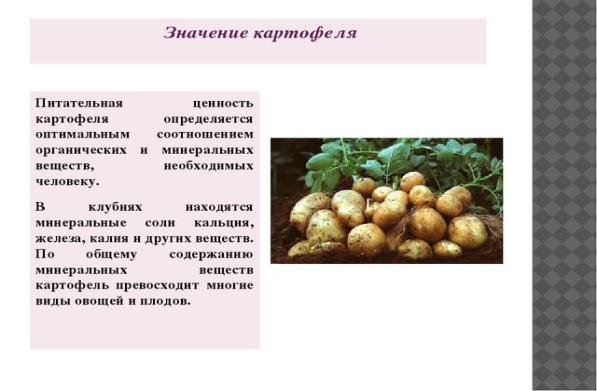 Значение картофеля
Питательная ценность
картофеля определяется
оптимальным соотношением
органических и минеральных
веществ, необходимых
человеку.
В клубнях находятся
минеральные соли кальция,
железа, калия и других веществ.
По общему содержанию
минеральных веществ
картофель превосходит многие
виды овощей и плодов.